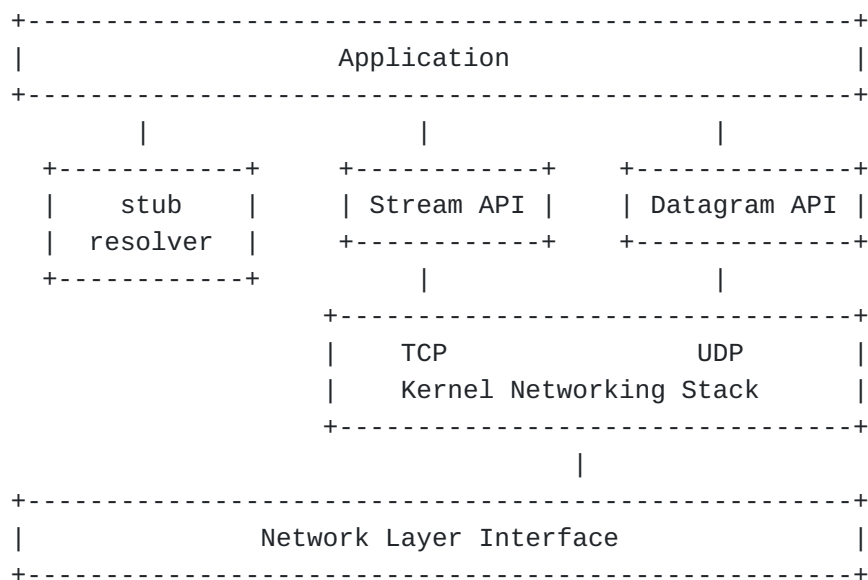 Application
stub
resolver
Stream API
Datagram API
TCP UDP
Kernel Networking Stack
Network Layer Interface